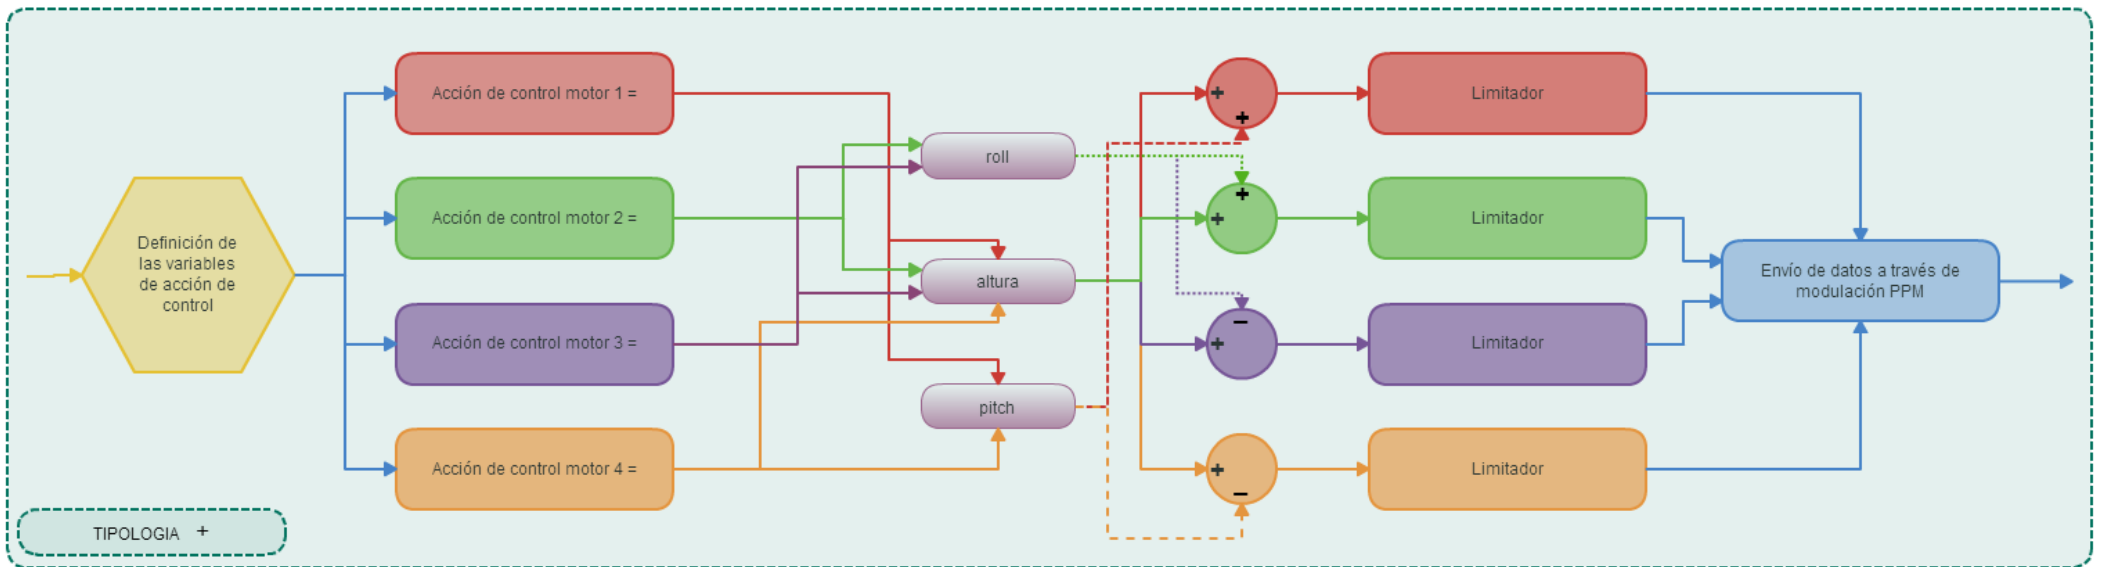 Definición de
las variables
de acción de
control
Acción de control motor 1 =
Acción de control motor 2 =
Acción de control motor 3 =
Acción de control motor 4 =
roll
altura
pitch
+
+
+
+
−
+
+
−
Limitador
Limitador
Limitador
Limitador
Envío de datos a través de
modulación PPM
TIPOLOGIA +